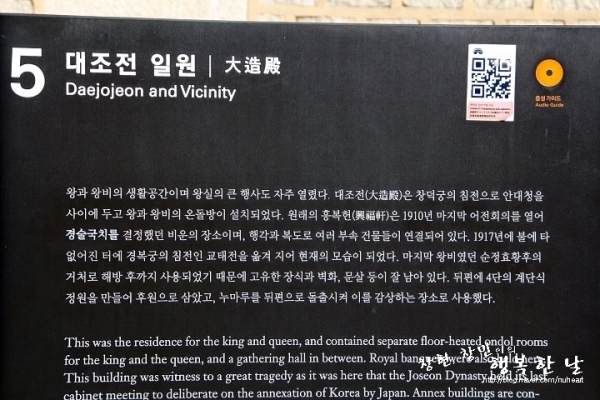 5 대조전 일원 | 大造殿
Daejojeon and Vicinity
음성 가이드
Audio Guide
왕과 왕비의 생활공간이며 왕실의 큰 행사도 자주 열렸다. 대조전(大造殿)은 창덕궁의 침전으로 안대청을
사이에 두고 왕과 왕비의 온돌방이 설치되었다. 원래의 흥복헌(興福軒)은 1910년 마지막 어전회의를 열어
경술국치를 결정했던 비운의 장소이며, 행각과 복도로 여러 부속 건물들이 연결되어 있다. 1917년에 불에 타
없어진 터에 경복궁의 침전인 교태전을 옮겨 지어 현재의 모습이 되었다. 마지막 왕비였던 순정효황후의
거처로 해방 후까지 사용되었기 때문에 고유한 장식과 벽화, 문살 등이 잘 남아 있다. 뒤편에 4단의 계단식
정원을 만들어 후원으로 삼았고, 누마루를 뒤편으로 돌출시켜 이를 감상하는 장소로 사용했다.
This was the residence for the king and queen, and contained separate floor-heated ondol rooms
for the king and the queen, and a gathering hall in between. Royal banquets were also held here.
This building was witness to a great tragedy as it was here that the Joseon Dynasty held its last
cabinet meeting to deliberate on the annexation of Korea by Japan. Annex buildings are con-
행복한 날